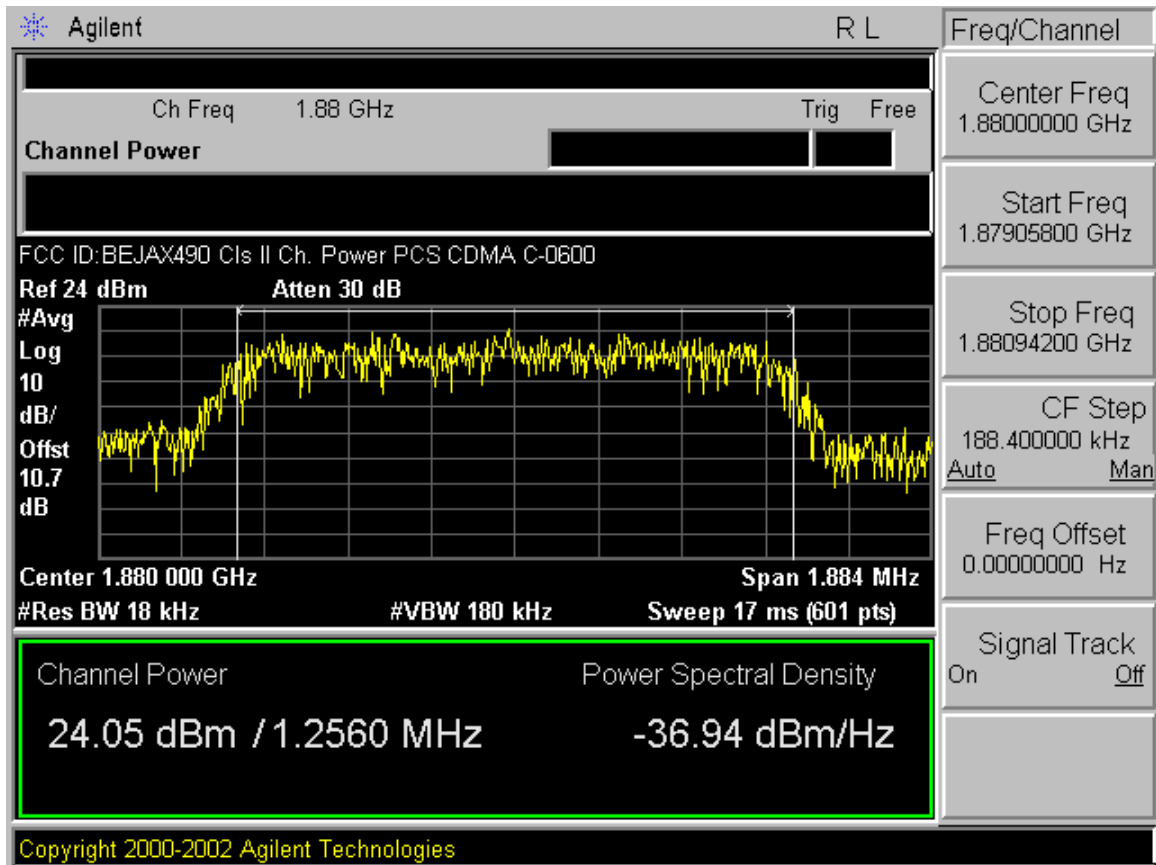 Agilent R L
Freq/Channel
Ch Freq 1.88 GHz Trig Free
Channel Power
FCC ID:BEJAX490 Cls II Ch. Power PCS CDMA C-0600
Ref 24 dBm Atten 30 dB
#Avg
Log
10
dB/
Offst
10.7
dB
Center 1.880 000 GHz Span 1.884 MHz
#Res BW 18 kHz #VBW 180 kHz Sweep 17 ms (601 pts)
Channel Power Power Spectral Density
24.05 dBm / 1.2560 MHz -36.94 dBm/Hz
Center Freq
1.88000000 GHz
Start Freq
1.87905800 GHz
Stop Freq
1.88094200 GHz
CF Step
188.400000 kHz
Auto Man
Freq Offset
0.00000000 Hz
Signal Track
On Off
Copyright 2000-2002 Agilent Technologies